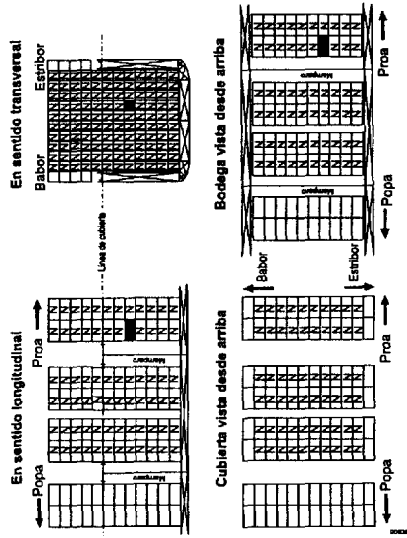 En sentido longitudinal
Popa
Proa
Línea de cubierta
Mamparo
Mamparo
En sentido transversal
Babor
Estribor
Cubierta vista desde arriba
Popa
Proa
Babor
Estribor
Bodega vista desde arriba
Mamparo
Mamparo
Popa
Proa